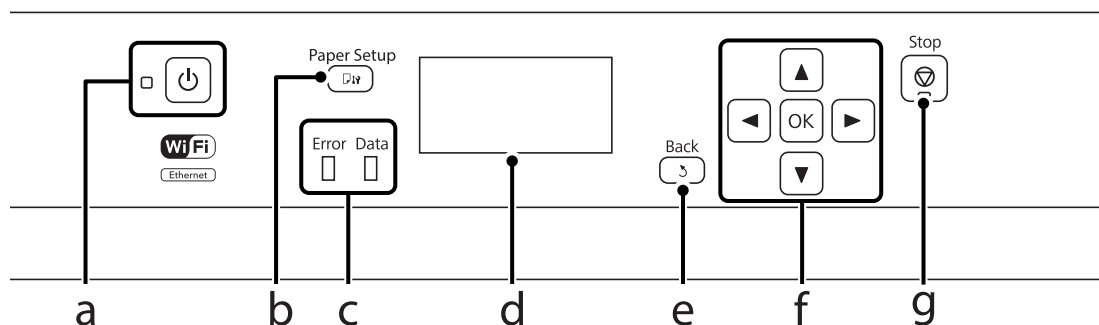 Paper Setup
Stop
OK
WiFi
Error Data
Back
Ethernet
a b c d e f g